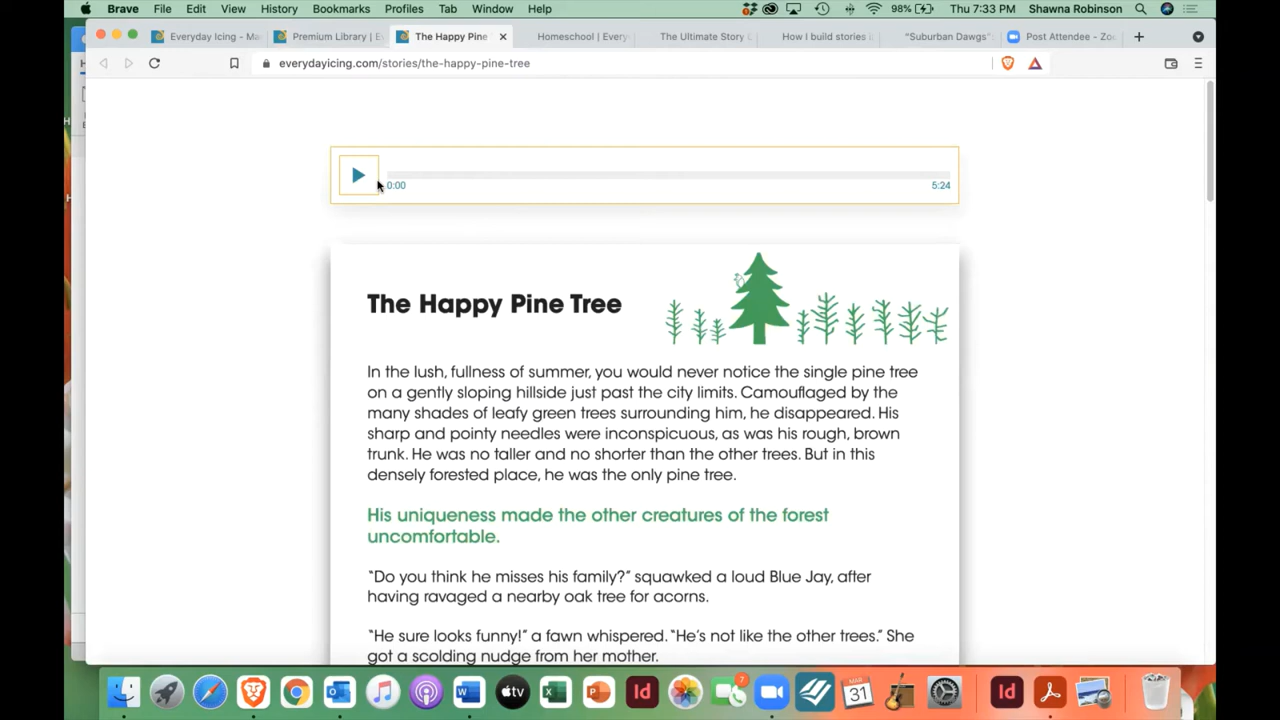 Brave File Edit View History Bookmarks Profiles Tab Window Help 98% Thu 7:33 PM Shawna Robinson
Everyday Icing - Ma Premium Library | E The Happy Pine Homeschool | Every The Ultimate Story How I build stories "Suburban Dawgs": Post Attendee - Zoo
everydayicing.com/stories/the-happy-pine-tree
0:00 5:24
The Happy Pine Tree
In the lush, fullness of summer, you would never notice the single pine tree
on a gently sloping hillside just past the city limits. Camouflaged by the
many shades of leafy green trees surrounding him, he disappeared. His
sharp and pointy needles were inconspicuous, as was his rough, brown
trunk. He was no taller and no shorter than the other trees. But in this
densely forested place, he was the only pine tree.
His uniqueness made the other creatures of the forest
uncomfortable.
“Do you think he misses his family?” squawked a loud Blue Jay, after
having ravaged a nearby oak tree for acorns.
“He sure looks funny!” a fawn whispered. “He’s not like the other trees.” She
got a scolding nudge from her mother.
W tv X P Id 7 MAR 31 Id